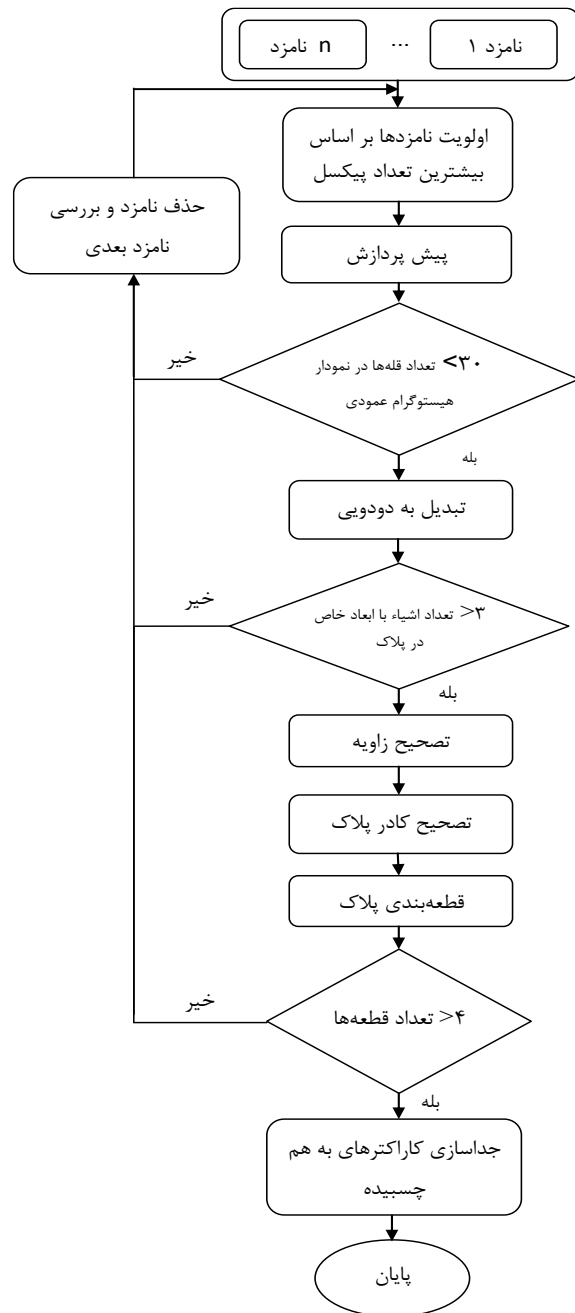 نامزد ۱ ... نامزد n
اولویت نامزدها بر اساس
بیشترین تعداد پیکسل
حذف نامزد و بررسی
نامزد بعدی
پیش پردازش
تعداد قله‌ها در نمودار <۳۰
هیستوگرام عمودی
خیر
بله
تبدیل به دودویی
تعداد اشیاء با ابعاد خاص >۳
در پلاک
خیر
بله
تصحیح زاویه
تصحیح کادر پلاک
قطعه‌بندی پلاک
تعداد قطعه‌ها >۴
خیر
بله
جداسازی کاراکترهای به هم
چسبیده
پایان